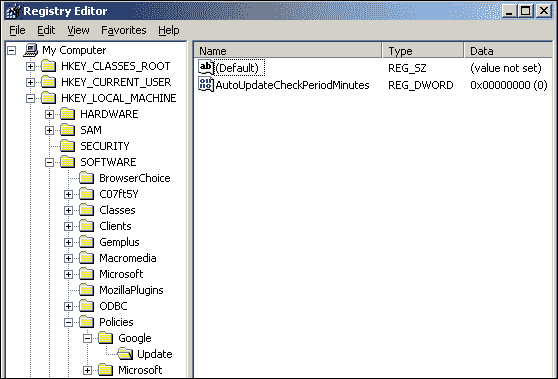 Registry Editor
File Edit View Favorites Help
My Computer
HKEY_CLASSES_ROOT
HKEY_CURRENT_USER
HKEY_LOCAL_MACHINE
HARDWARE
SAM
SECURITY
SOFTWARE
BrowserChoice
C07ft5Y
Classes
Clients
Gemplus
Macromedia
Microsoft
MozillaPlugins
ODBC
Policies
Google
Update
Microsoft
Name Type Data
ab (Default) REG_SZ (value not set)
AutoUpdateCheckPeriodMinutes REG_DWORD 0x00000000 (0)